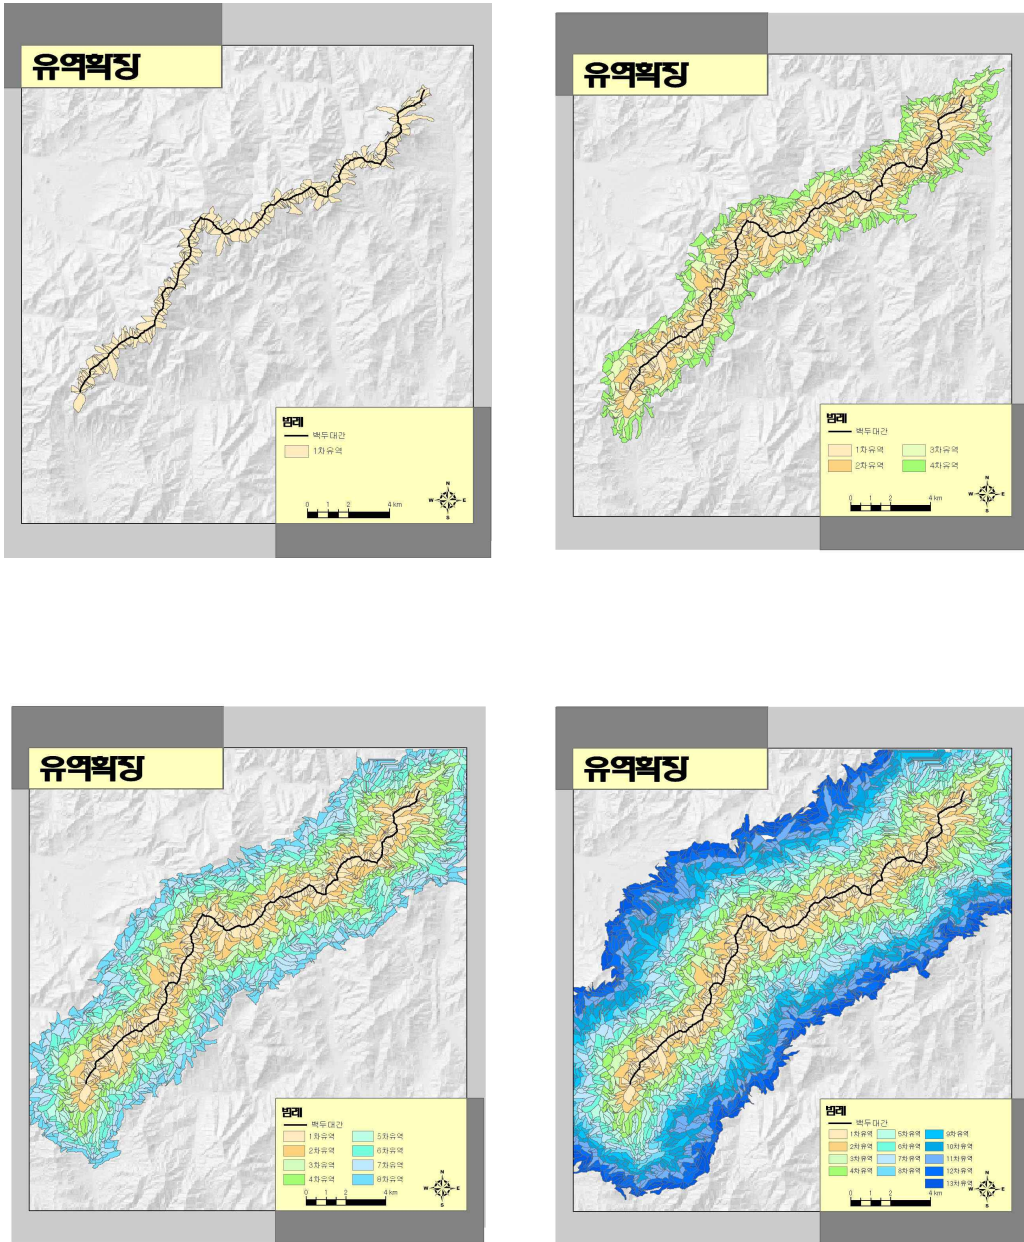 유역확장
범례
백두대간
1차유역
0 1 2 4 km
N
W E
S
유역확장
범례
백두대간
1차유역 3차유역
2차유역 4차유역
0 1 2 4 km
N
W E
S
유역확장
범례
백두대간
1차유역 5차유역
2차유역 6차유역
3차유역 7차유역
4차유역 8차유역
0 1 2 4 km
N
W E
S
유역확장
범례
백두대간
1차유역 5차유역 9차유역
2차유역 6차유역 10차유역
3차유역 7차유역 11차유역
4차유역 8차유역 12차유역
13차유역
0 1 2 4 km
N
W E
S